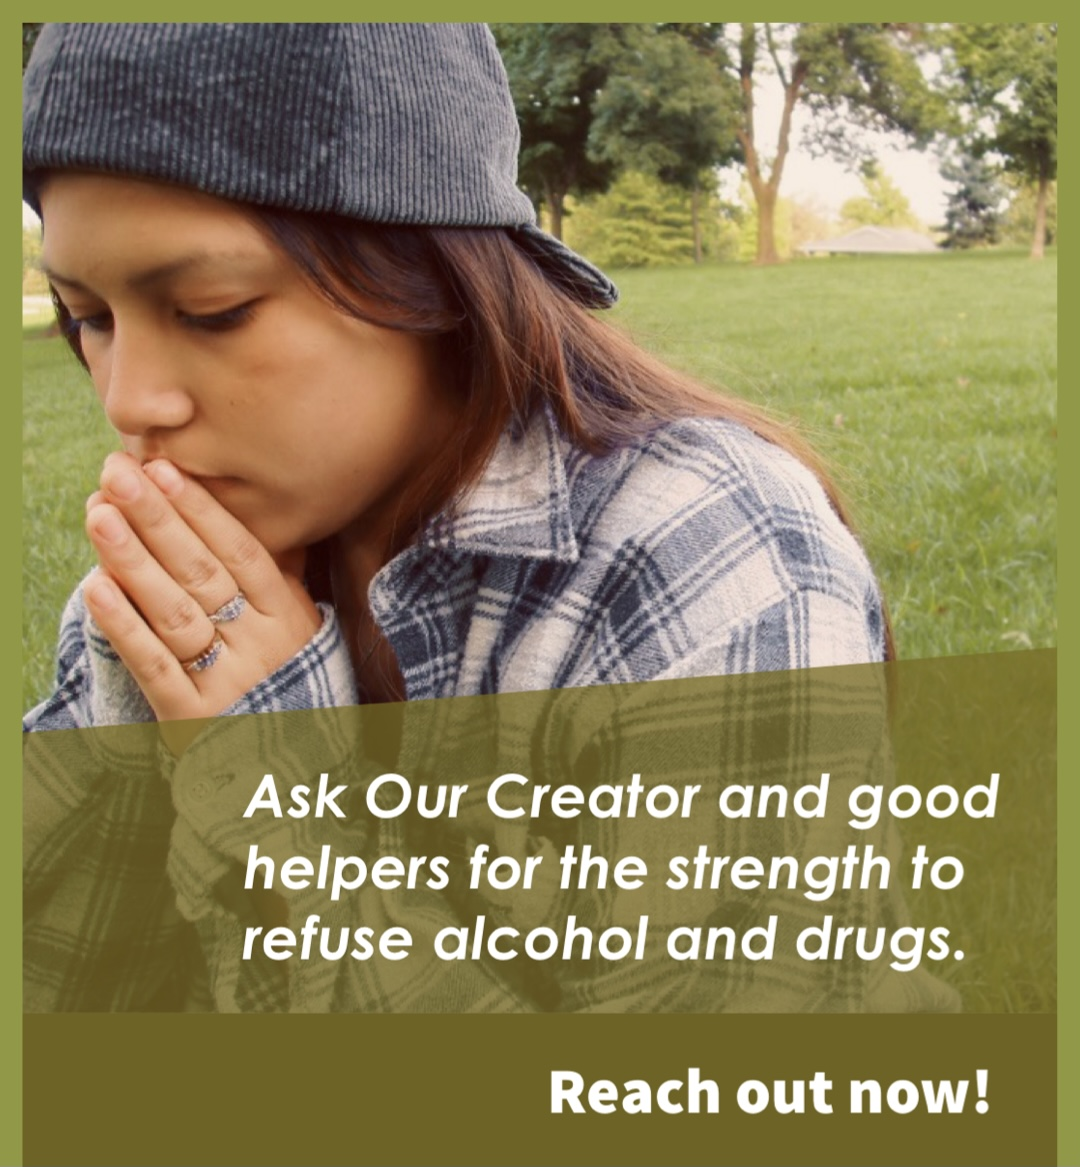 Ask Our Creator and good
helpers for the strength to
refuse alcohol and drugs.
Reach out now!